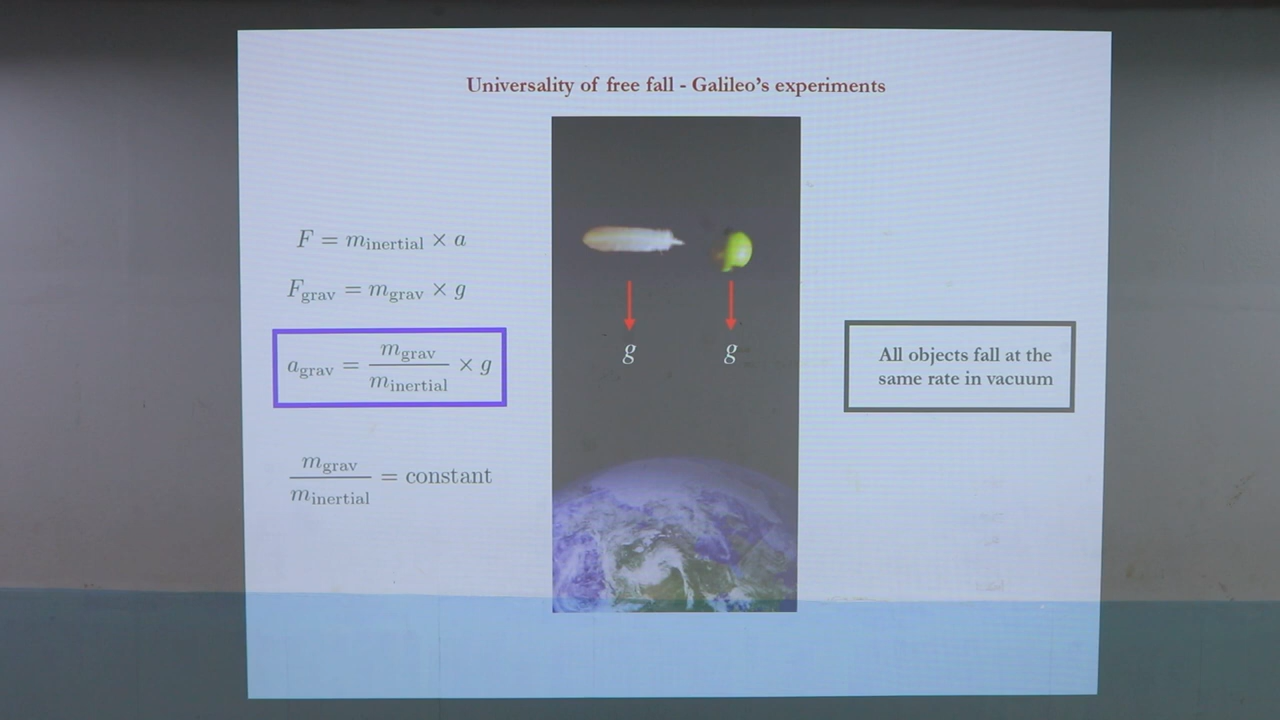 Universality of free fall - Galileo's experiments
F = m_inertial × a
F_grav = m_grav × g
a_grav = m_grav / m_inertial × g
m_grav / m_inertial = constant
g g
All objects fall at the
same rate in vacuum